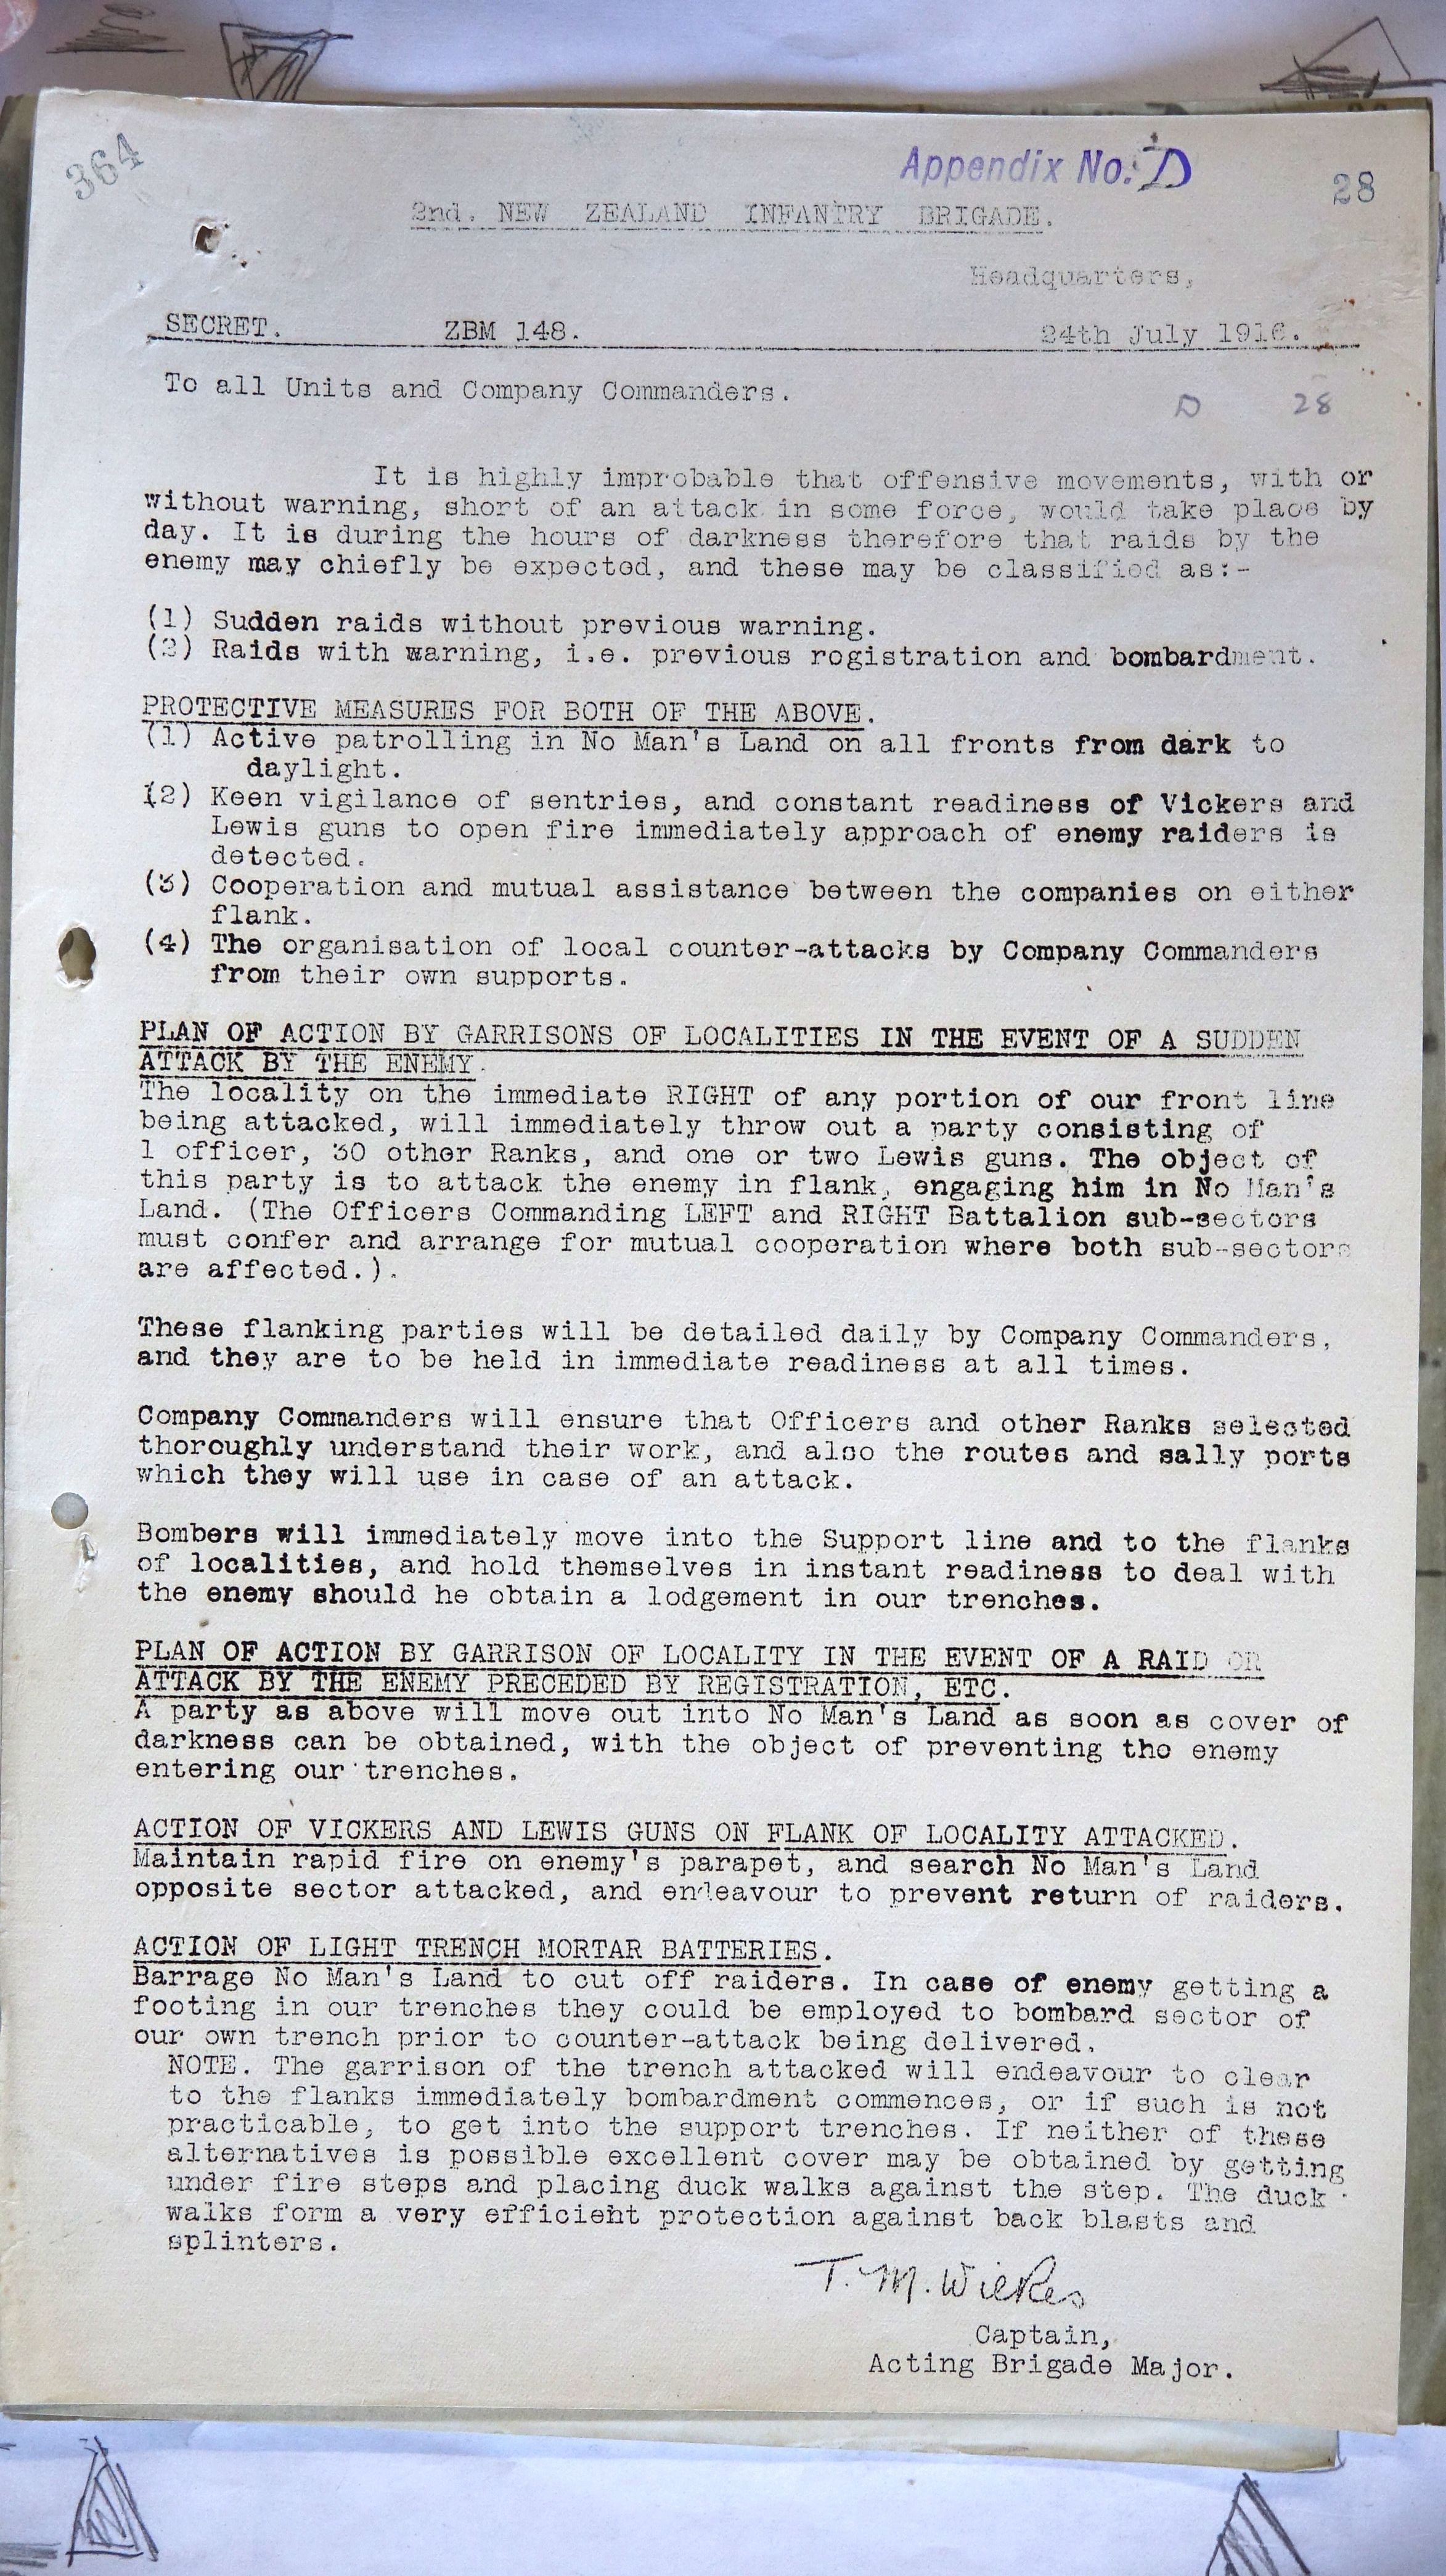 364
Appendix No. D
28
2nd. NEW ZEALAND INFANTRY BRIGADE.
Headquarters,
SECRET. ZBM 148. 24th July 1916.
To all Units and Company Commanders.
D 28
It is highly improbable that offensive movements, with or
without warning, short of an attack in some force, would take place by
day. It is during the hours of darkness therefore that raids by the
enemy may chiefly be expected, and these may be classified as:-
(1) Sudden raids without previous warning.
(2) Raids with warning, i.e. previous registration and bombardment.
PROTECTIVE MEASURES FOR BOTH OF THE ABOVE.
(1) Active patrolling in No Man's Land on all fronts from dark to
daylight.
(2) Keen vigilance of sentries, and constant readiness of Vickers and
Lewis guns to open fire immediately approach of enemy raiders is
detected.
(3) Cooperation and mutual assistance between the companies on either
flank.
(4) The organisation of local counter-attacks by Company Commanders
from their own supports.
PLAN OF ACTION BY GARRISONS OF LOCALITIES IN THE EVENT OF A SUDDEN
ATTACK BY THE ENEMY.
The locality on the immediate RIGHT of any portion of our front line
being attacked, will immediately throw out a party consisting of
1 officer, 30 other Ranks, and one or two Lewis guns. The object of
this party is to attack the enemy in flank, engaging him in No Man's
Land. (The Officers Commanding LEFT and RIGHT Battalion sub-sectors
must confer and arrange for mutual cooperation where both sub-sectors
are affected.).
These flanking parties will be detailed daily by Company Commanders,
and they are to be held in immediate readiness at all times.
Company Commanders will ensure that Officers and other Ranks selected
thoroughly understand their work, and also the routes and sally ports
which they will use in case of an attack.
Bombers will immediately move into the Support line and to the flanks
of localities, and hold themselves in instant readiness to deal with
the enemy should he obtain a lodgement in our trenches.
PLAN OF ACTION BY GARRISON OF LOCALITY IN THE EVENT OF A RAID OR
ATTACK BY THE ENEMY PRECEDED BY REGISTRATION, ETC.
A party as above will move out into No Man's Land as soon as cover of
darkness can be obtained, with the object of preventing the enemy
entering our trenches.
ACTION OF VICKERS AND LEWIS GUNS ON FLANK OF LOCALITY ATTACKED.
Maintain rapid fire on enemy's parapet, and search No Man's Land
opposite sector attacked, and endeavour to prevent return of raiders.
ACTION OF LIGHT TRENCH MORTAR BATTERIES.
Barrage No Man's Land to cut off raiders. In case of enemy getting a
footing in our trenches they could be employed to bombard sector of
our own trench prior to counter-attack being delivered.
NOTE. The garrison of the trench attacked will endeavour to clear
to the flanks immediately bombardment commences, or if such is not
practicable, to get into the support trenches. If neither of these
alternatives is possible excellent cover may be obtained by getting
under fire steps and placing duck walks against the step. The duck
walks form a very efficient protection against back blasts and
splinters.
T. M. Wilkes
Captain,
Acting Brigade Major.